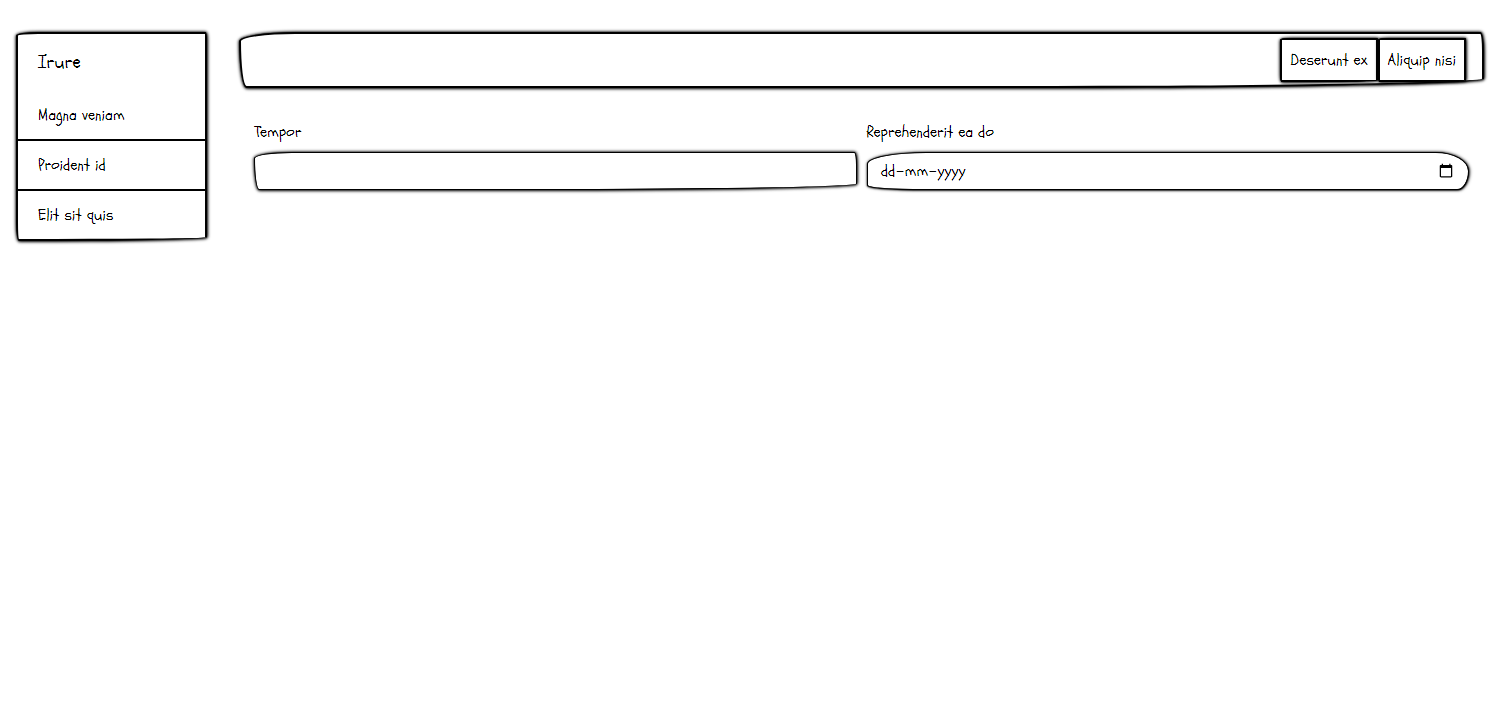 Irure
Magna veniam
Proident id
Elit sit quis
Deserunt ex
Aliquip nisi
Tempor
Reprehenderit ea do
dd-mm-yyyy